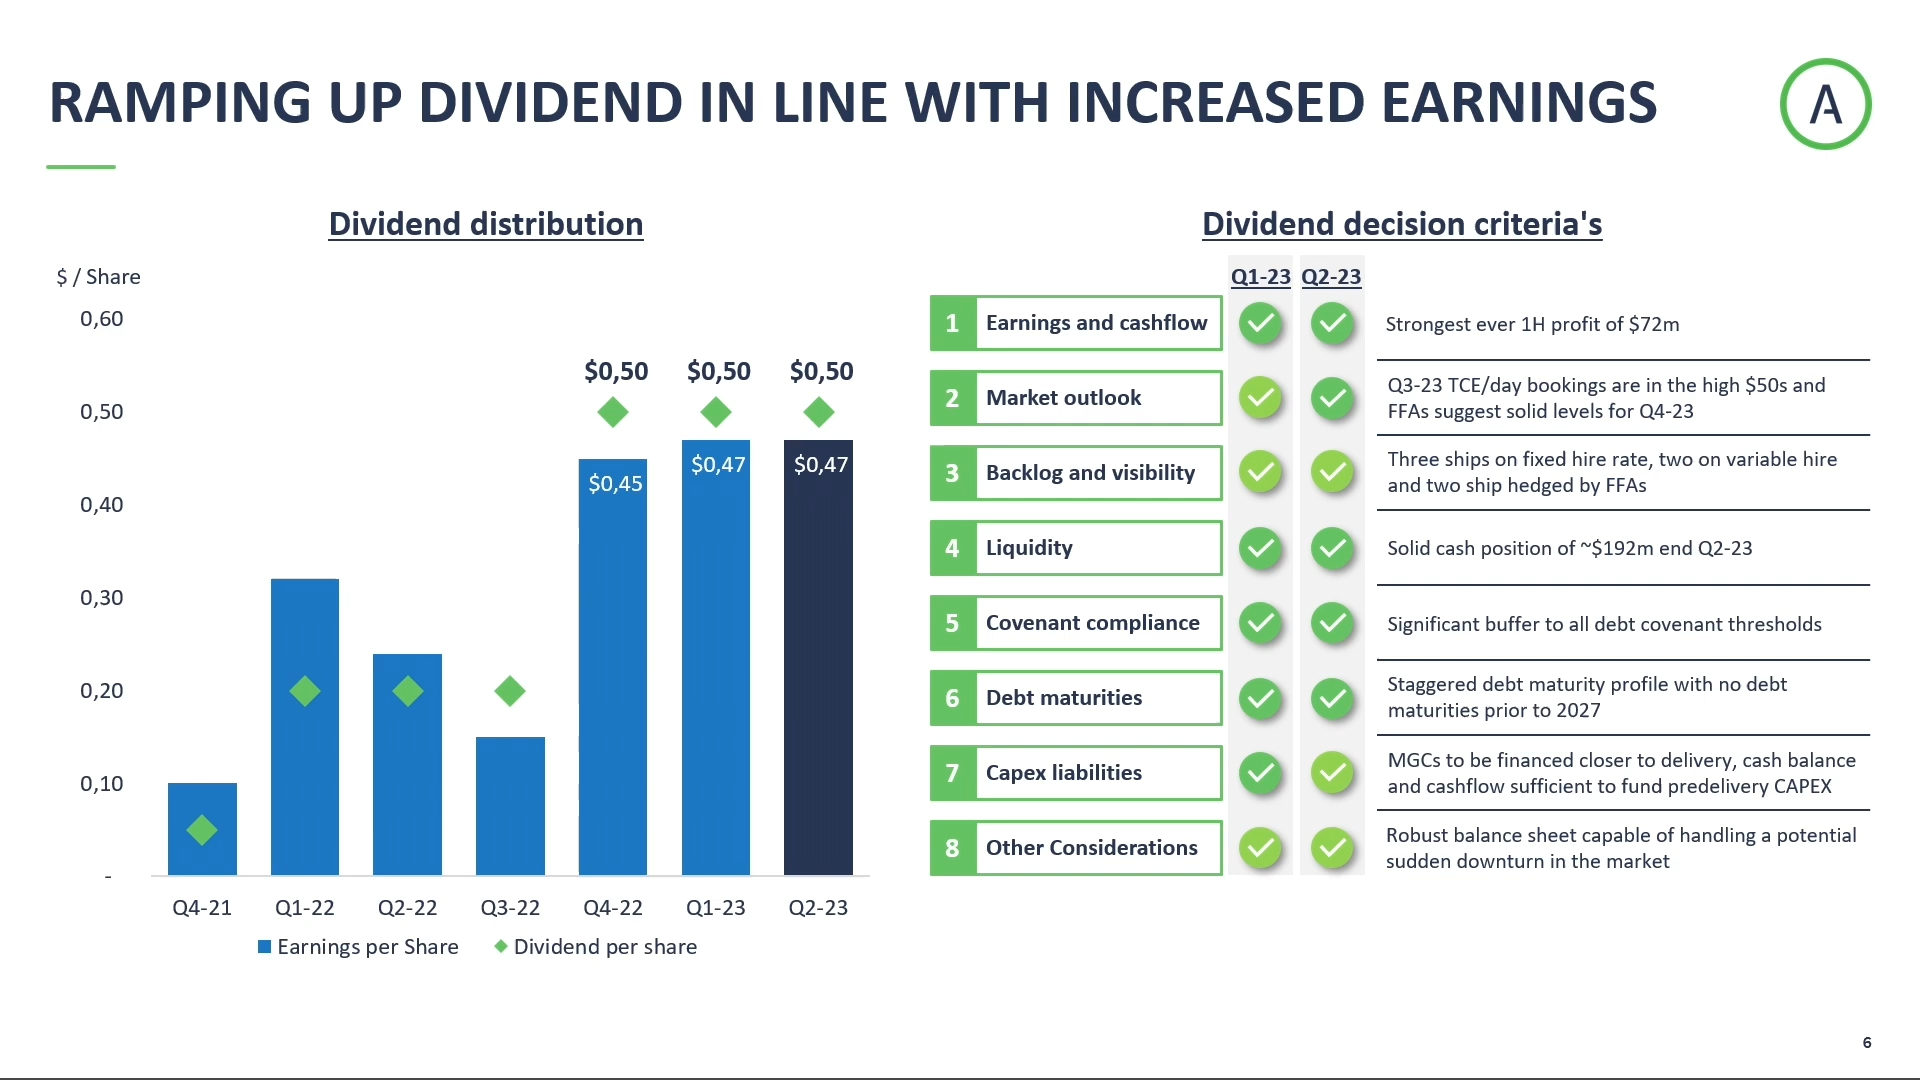 RAMPING UP DIVIDEND IN LINE WITH INCREASED EARNINGS
A
Dividend distribution
$ / Share
0,60
0,50
0,40
0,30
0,20
0,10
-
$0,50 $0,50 $0,50
$0,45 $0,47 $0,47
Q4-21 Q1-22 Q2-22 Q3-22 Q4-22 Q1-23 Q2-23
Earnings per Share Dividend per share
Dividend decision criteria's
Q1-23 Q2-23
1 Earnings and cashflow
Strongest ever 1H profit of $72m
2 Market outlook
Q3-23 TCE/day bookings are in the high $50s and
FFAs suggest solid levels for Q4-23
3 Backlog and visibility
Three ships on fixed hire rate, two on variable hire
and two ship hedged by FFAs
4 Liquidity
Solid cash position of ~$192m end Q2-23
5 Covenant compliance
Significant buffer to all debt covenant thresholds
6 Debt maturities
Staggered debt maturity profile with no debt
maturities prior to 2027
7 Capex liabilities
MGCs to be financed closer to delivery, cash balance
and cashflow sufficient to fund predelivery CAPEX
8 Other Considerations
Robust balance sheet capable of handling a potential
sudden downturn in the market
6